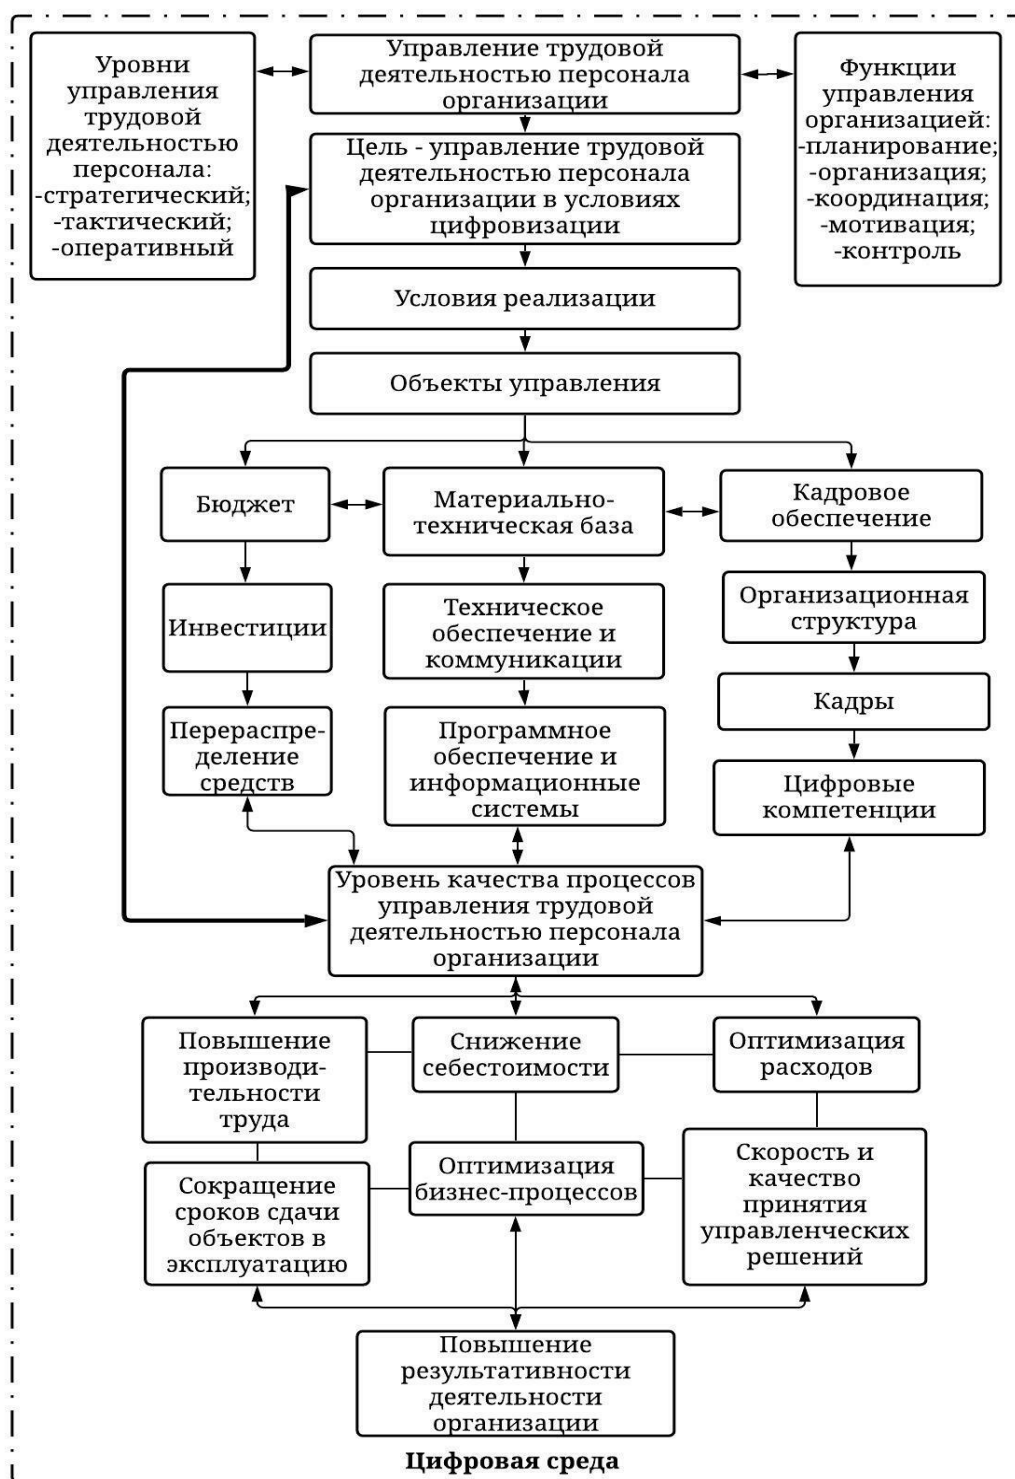 Уровни
управления
трудовой
деятельностью
персонала:
-стратегический;
-тактический;
-оперативный
Управление трудовой
деятельностью персонала
организации
Функции
управления
организацией:
-планирование;
-организация;
-координация;
-мотивация;
-контроль
Цель - управление трудовой
деятельностью персонала
организации в условиях
цифровизации
Условия реализации
Объекты управления
Бюджет
Материально-
техническая база
Кадровое
обеспечение
Инвестиции
Техническое
обеспечение и
коммуникации
Организационная
структура
Перераспре-
деление
средств
Программное
обеспечение и
информационные
системы
Кадры
Цифровые
компетенции
Уровень качества процессов
управления трудовой
деятельностью персонала
организации
Повышение
производи-
тельности
труда
Снижение
себестоимости
Оптимизация
расходов
Сокращение
сроков сдачи
объектов в
эксплуатацию
Оптимизация
бизнес-процессов
Скорость и
качество
принятия
управленческих
решений
Повышение
результативности
деятельности
организации
Цифровая среда